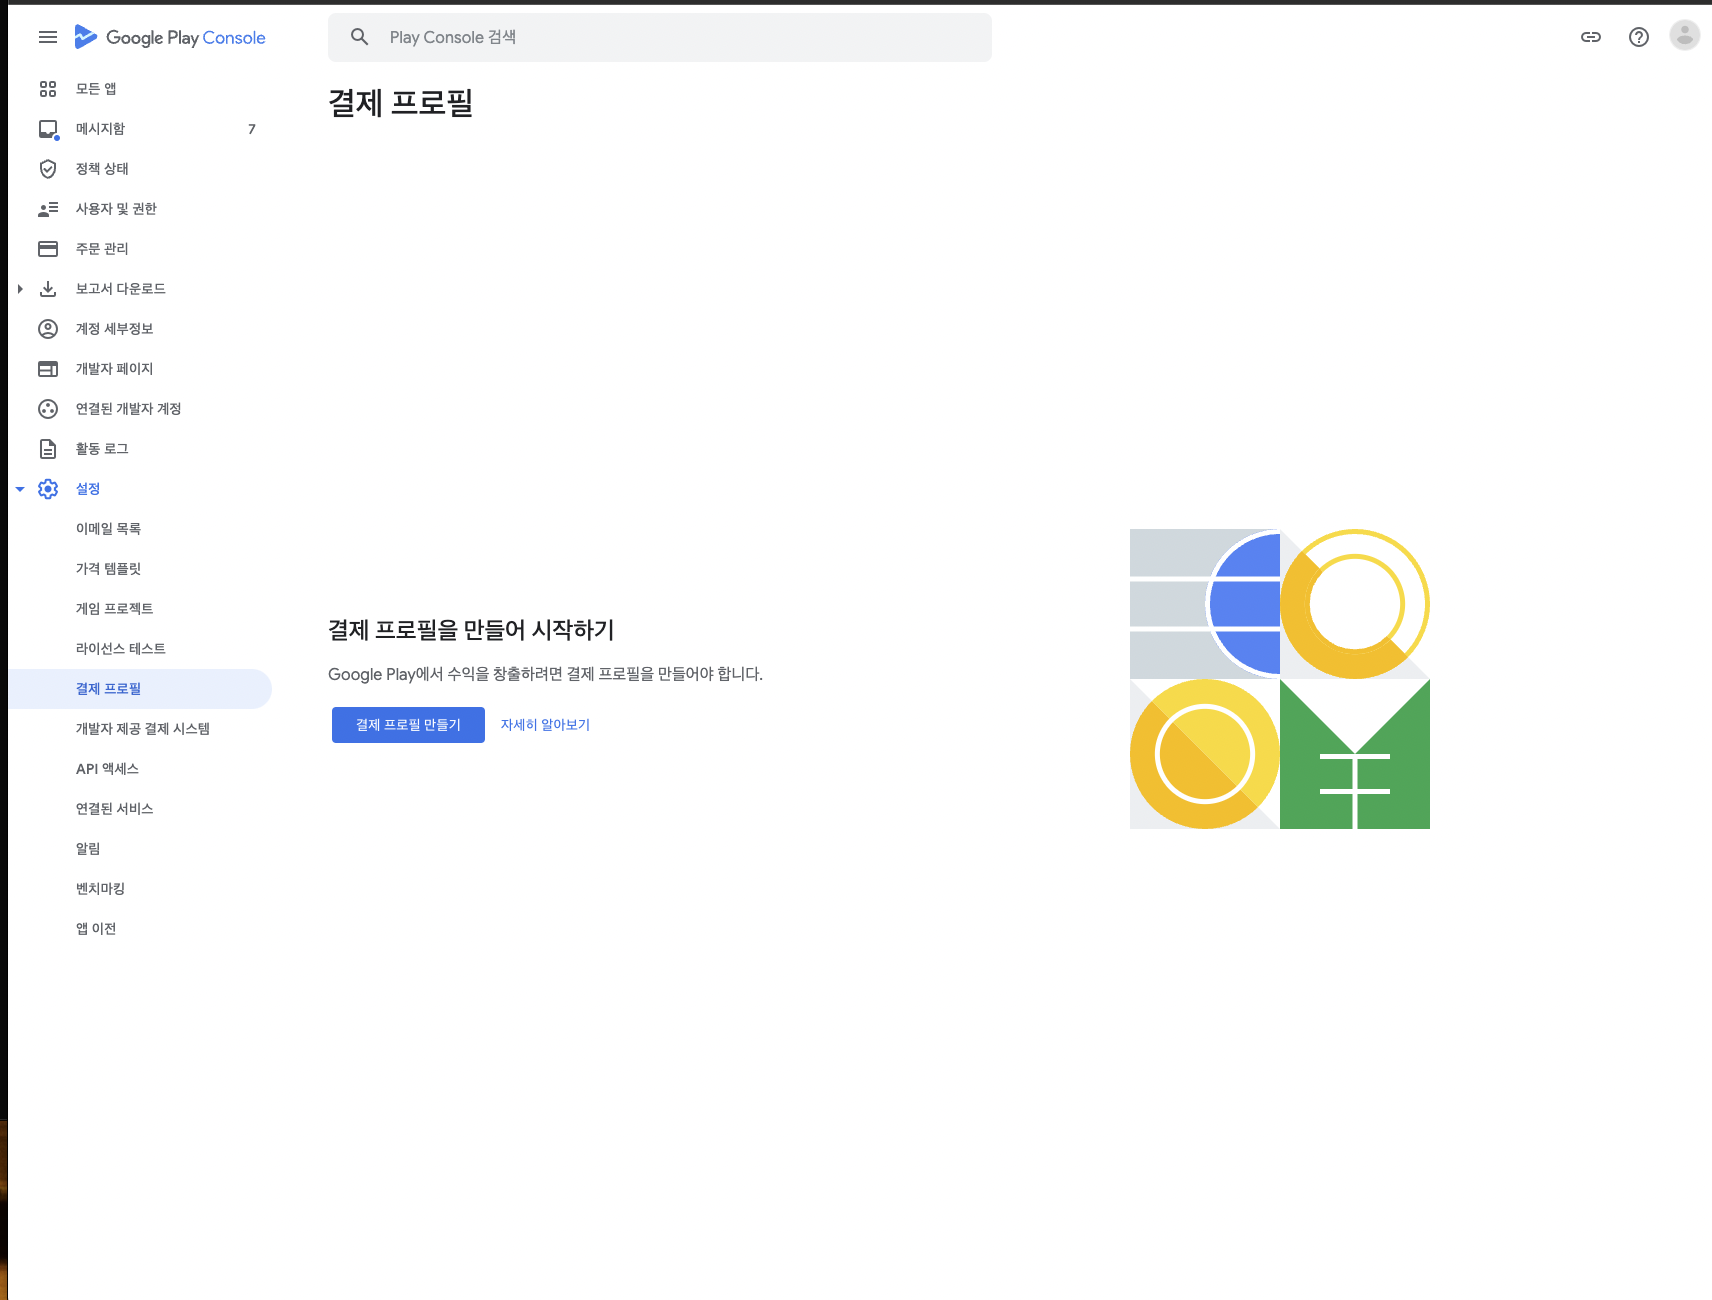 Google Play Console
Play Console 검색
모든 앱
메시지함 7
정책 상태
사용자 및 권한
주문 관리
보고서 다운로드
계정 세부정보
개발자 페이지
연결된 개발자 계정
활동 로그
설정
이메일 목록
가격 템플릿
게임 프로젝트
라이선스 테스트
결제 프로필
개발자 제공 결제 시스템
API 액세스
연결된 서비스
알림
벤치마킹
앱 이전
결제 프로필
결제 프로필을 만들어 시작하기
Google Play에서 수익을 창출하려면 결제 프로필을 만들어야 합니다.
결제 프로필 만들기 자세히 알아보기